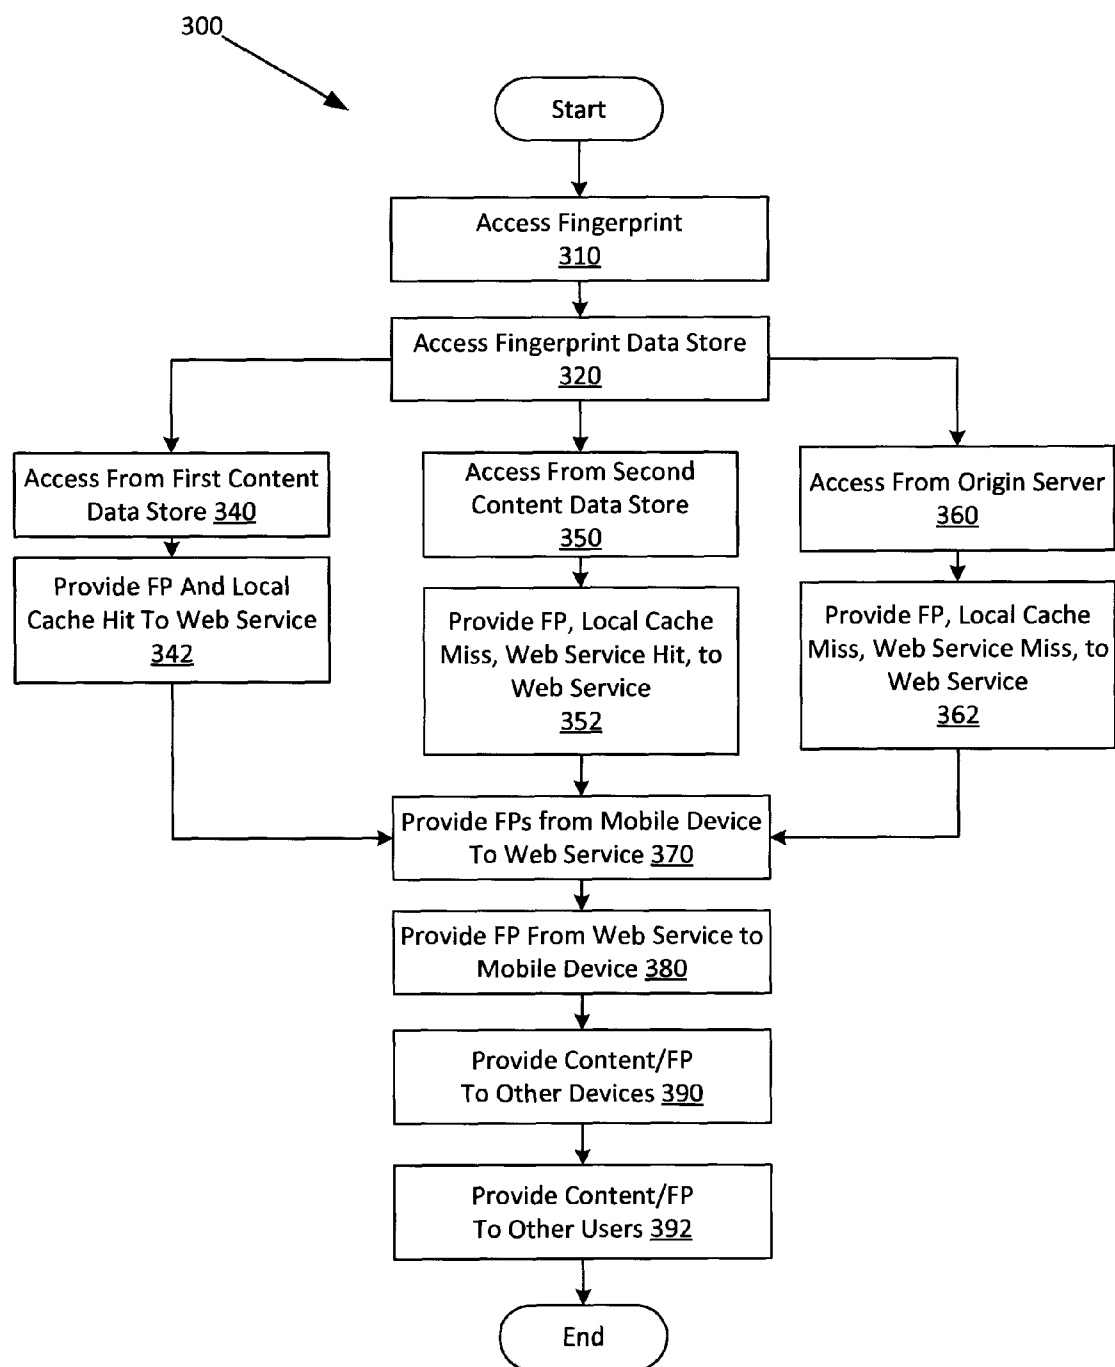 300
Start
Access Fingerprint
310
Access Fingerprint Data Store
320
Access From First Content
Data Store 340
Provide FP And Local
Cache Hit To Web Service
342
Access From Second
Content Data Store
350
Provide FP, Local Cache
Miss, Web Service Hit, to
Web Service
352
Access From Origin Server
360
Provide FP, Local Cache
Miss, Web Service Miss, to
Web Service
362
Provide FPs from Mobile Device
To Web Service 370
Provide FP From Web Service to
Mobile Device 380
Provide Content/FP
To Other Devices 390
Provide Content/FP
To Other Users 392
End